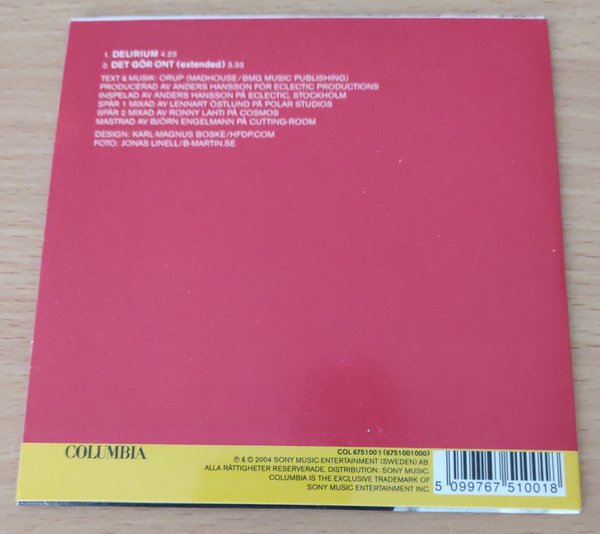 1. DELIRIUM 4.23
2. DET GÖR ONT (extended) 3.33
TEXT & MUSIK: ORUP (MADHOUSE/BMG MUSIC PUBLISHING)
PRODUCERAD AV ANDERS HANSSON FÖR ECLECTIC PRODUCTIONS
INSPELAD AV ANDERS HANSSON PÅ ECLECTIC, STOCKHOLM
SPÅR 1 MIXAD AV LENNART ÖSTLUND PÅ POLAR STUDIOS
SPÅR 2 MIXAD AV RONNY LAHTI PÅ COSMOS
MASTRAD AV BJÖRN ENGELMANN PÅ CUTTING-ROOM
DESIGN: KARL-MAGNUS BOSKE/HFDP.COM
FOTO: JONAS LINELL/B-MARTIN.SE
COLUMBIA
COL 675100 1 (6751001000)
℗ & © 2004 SONY MUSIC ENTERTAINMENT (SWEDEN) AB.
ALLA RÄTTIGHETER RESERVERADE. DISTRIBUTION: SONY MUSIC.
COLUMBIA IS THE EXCLUSIVE TRADEMARK OF
SONY MUSIC ENTERTAINMENT INC.
5 099767 510018